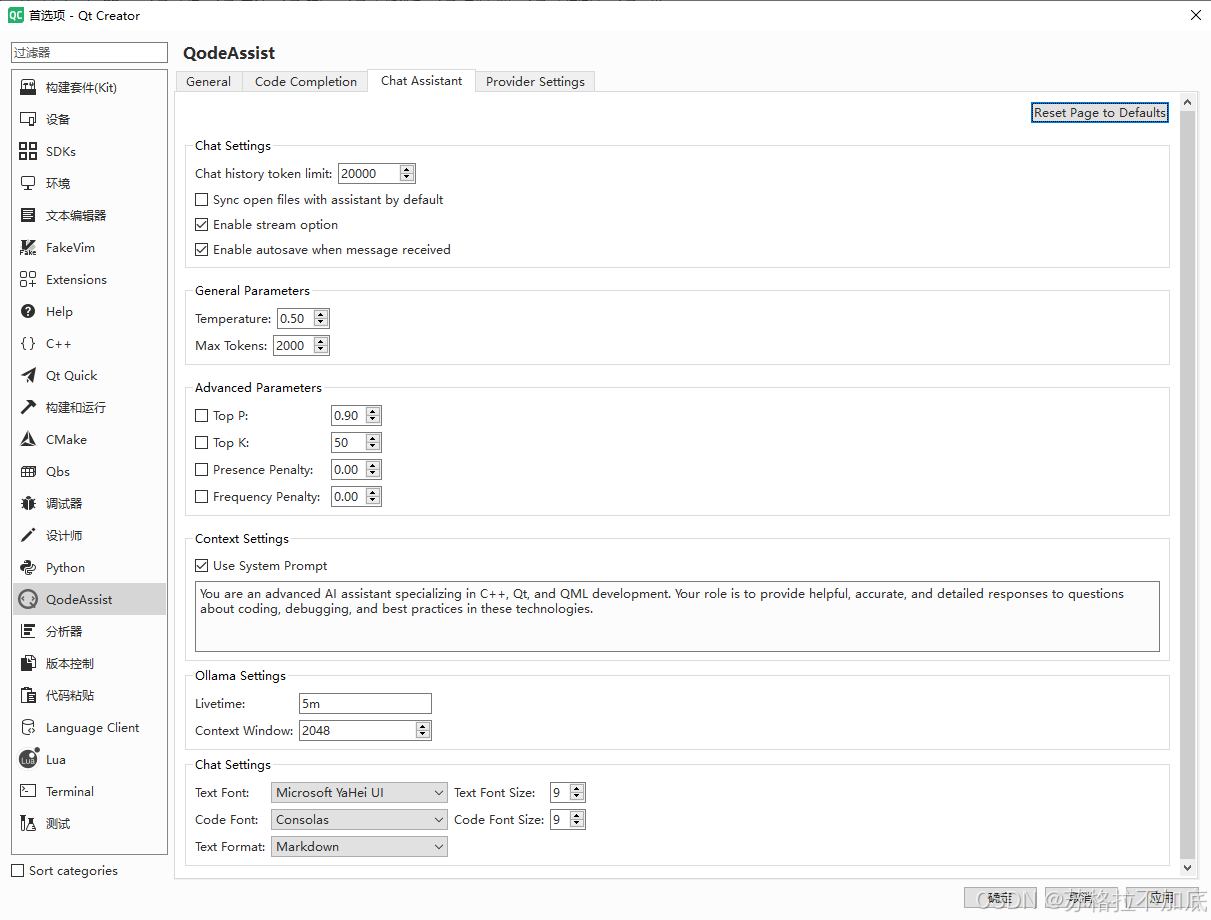 首选项 - Qt Creator
过滤器
构建套件(Kit)
设备
SDKs
环境
文本编辑器
FakeVim
Extensions
Help
C++
Qt Quick
构建和运行
CMake
Qbs
调试器
设计师
Python
QodeAssist
分析器
版本控制
代码粘贴
Language Client
Lua
Terminal
测试
Sort categories
QodeAssist
General Code Completion Chat Assistant Provider Settings
Reset Page to Defaults
Chat Settings
Chat history token limit: 20000
Sync open files with assistant by default
Enable stream option
Enable autosave when message received
General Parameters
Temperature: 0.50
Max Tokens: 2000
Advanced Parameters
Top P: 0.90
Top K: 50
Presence Penalty: 0.00
Frequency Penalty: 0.00
Context Settings
Use System Prompt
You are an advanced AI assistant specializing in C++, Qt, and QML development. Your role is to provide helpful, accurate, and detailed responses to questions
about coding, debugging, and best practices in these technologies.
Ollama Settings
Livetime: 5m
Context Window: 2048
Chat Settings
Text Font: Microsoft YaHei UI Text Font Size: 9
Code Font: Consolas Code Font Size: 9
Text Format: Markdown
确定 取消 应用
CSDN @苏格拉不加底